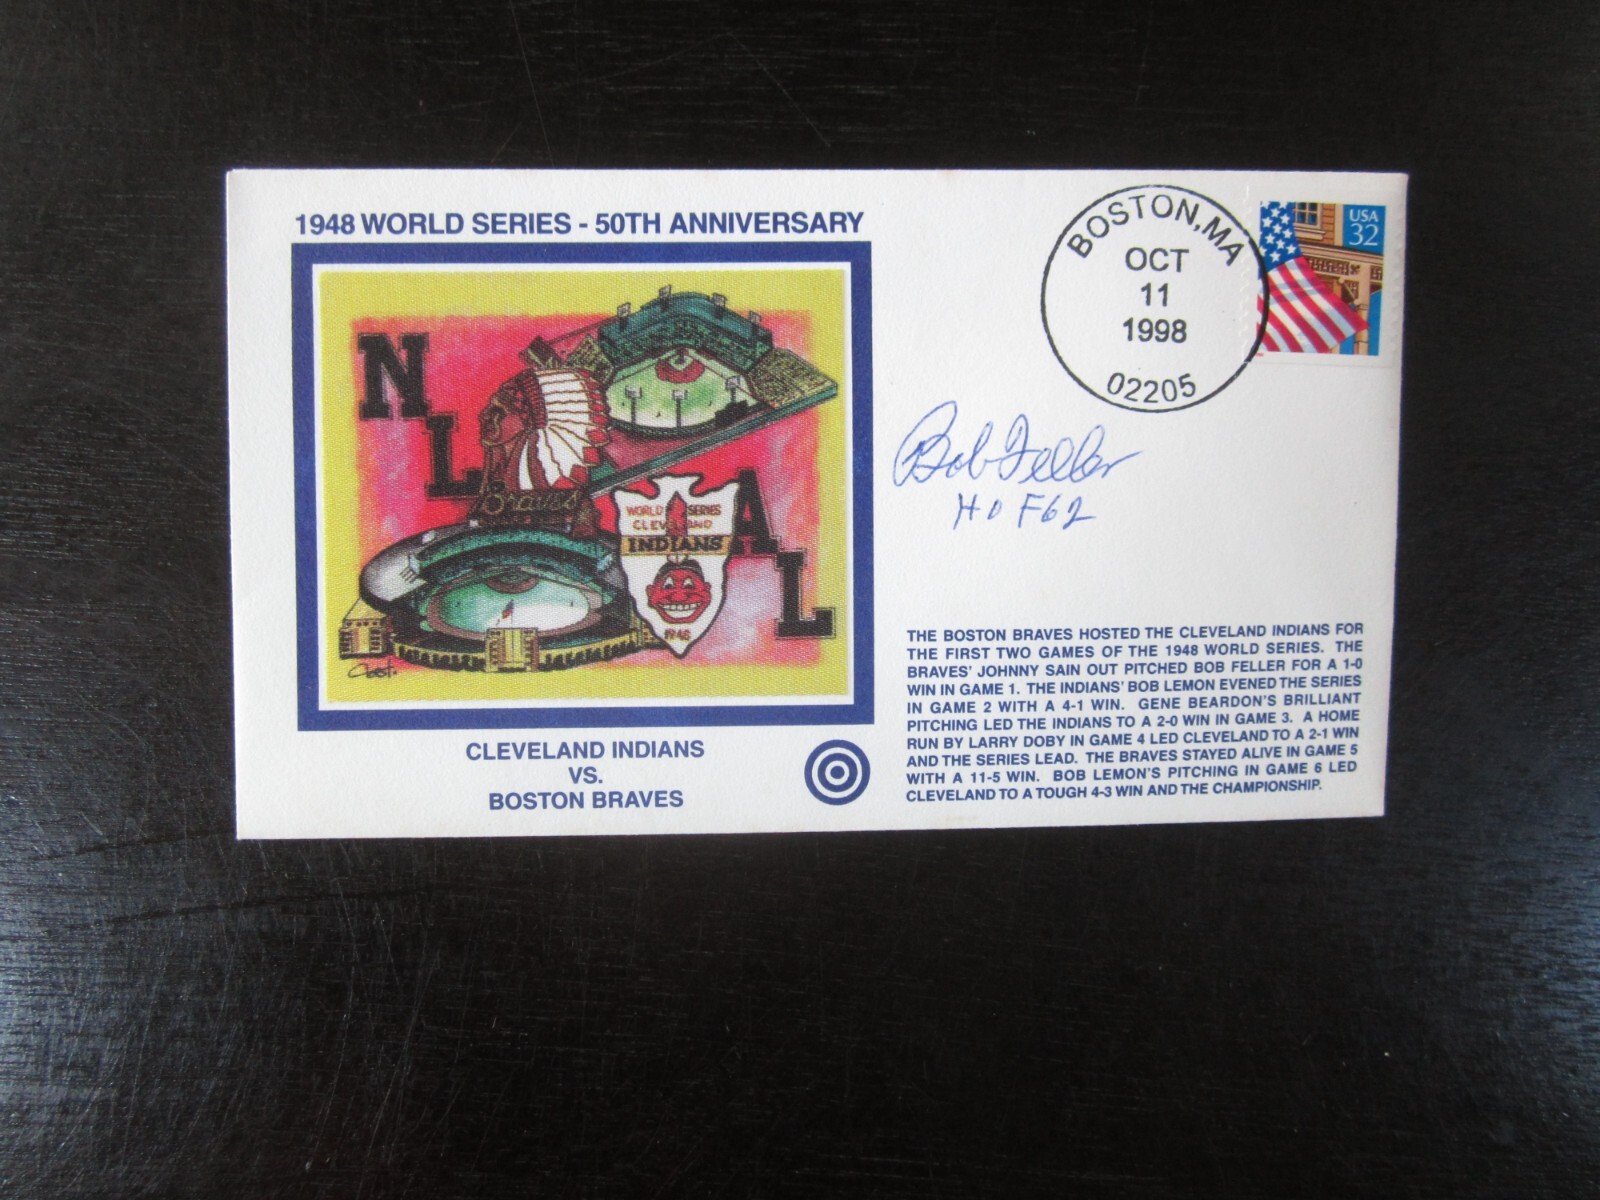 1948 WORLD SERIES - 50TH ANNIVERSARY
NL
Braves
AL
WORLD SERIES
CLEVELAND
INDIANS
1948
CLEVELAND INDIANS
VS.
BOSTON BRAVES
BOSTON, MA
OCT
11
1998
02205
USA
32
Bob Feller
HOF62
THE BOSTON BRAVES HOSTED THE CLEVELAND INDIANS FOR
THE FIRST TWO GAMES OF THE 1948 WORLD SERIES. THE
BRAVES' JOHNNY SAIN OUT PITCHED BOB FELLER FOR A 1-0
WIN IN GAME 1. THE INDIANS' BOB LEMON EVENED THE SERIES
IN GAME 2 WITH A 4-1 WIN. GENE BEARDON'S BRILLIANT
PITCHING LED THE INDIANS TO A 2-0 WIN IN GAME 3. A HOME
RUN BY LARRY DOBY IN GAME 4 LED CLEVELAND TO A 2-1 WIN
AND THE SERIES LEAD. THE BRAVES STAYED ALIVE IN GAME 5
WITH A 11-5 WIN. BOB LEMON'S PITCHING IN GAME 6 LED
CLEVELAND TO A TOUGH 4-3 WIN AND THE CHAMPIONSHIP.